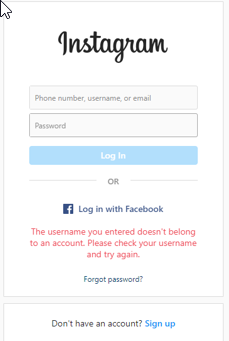 Instagram
Phone number, username, or email
Password
Log In
OR
Log in with Facebook
The username you entered doesn't belong
to an account. Please check your username
and try again.
Forgot password?
Don't have an account? Sign up